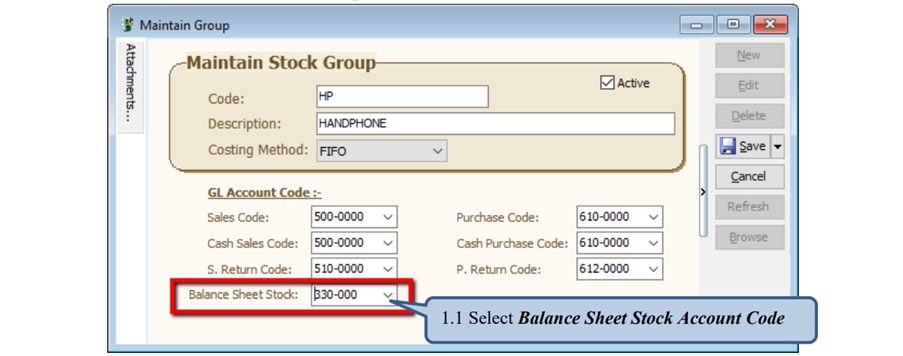 Maintain Group
Attachments...
Maintain Stock Group
Code: HP
Active
Description: HANDPHONE
Costing Method: FIFO
GL Account Code :-
Sales Code: 500-0000 Purchase Code: 610-0000
Cash Sales Code: 500-0000 Cash Purchase Code: 610-0000
S. Return Code: 510-0000 P. Return Code: 612-0000
Balance Sheet Stock: 330-000
1.1 Select Balance Sheet Stock Account Code
New
Edit
Delete
Save
Cancel
Refresh
Browse